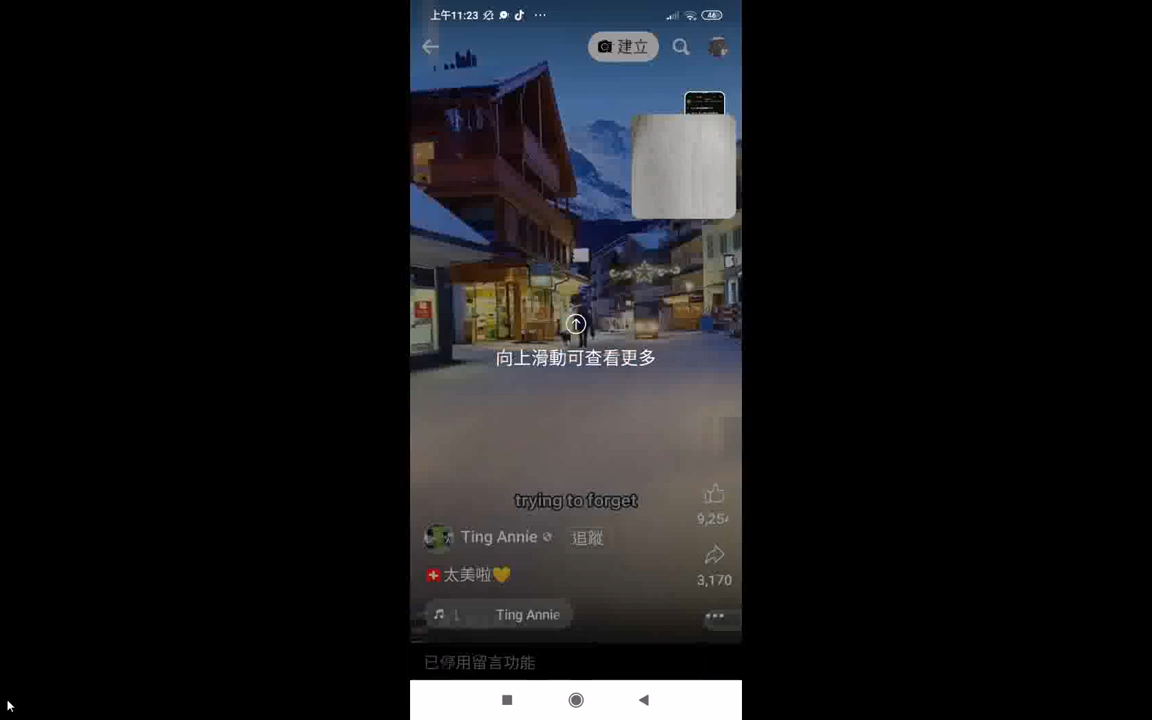 上午11:23
46
建立
向上滑動可查看更多
trying to forget
9,254
Ting Annie
追蹤
3,170
太美啦
Ting Annie
已停用留言功能